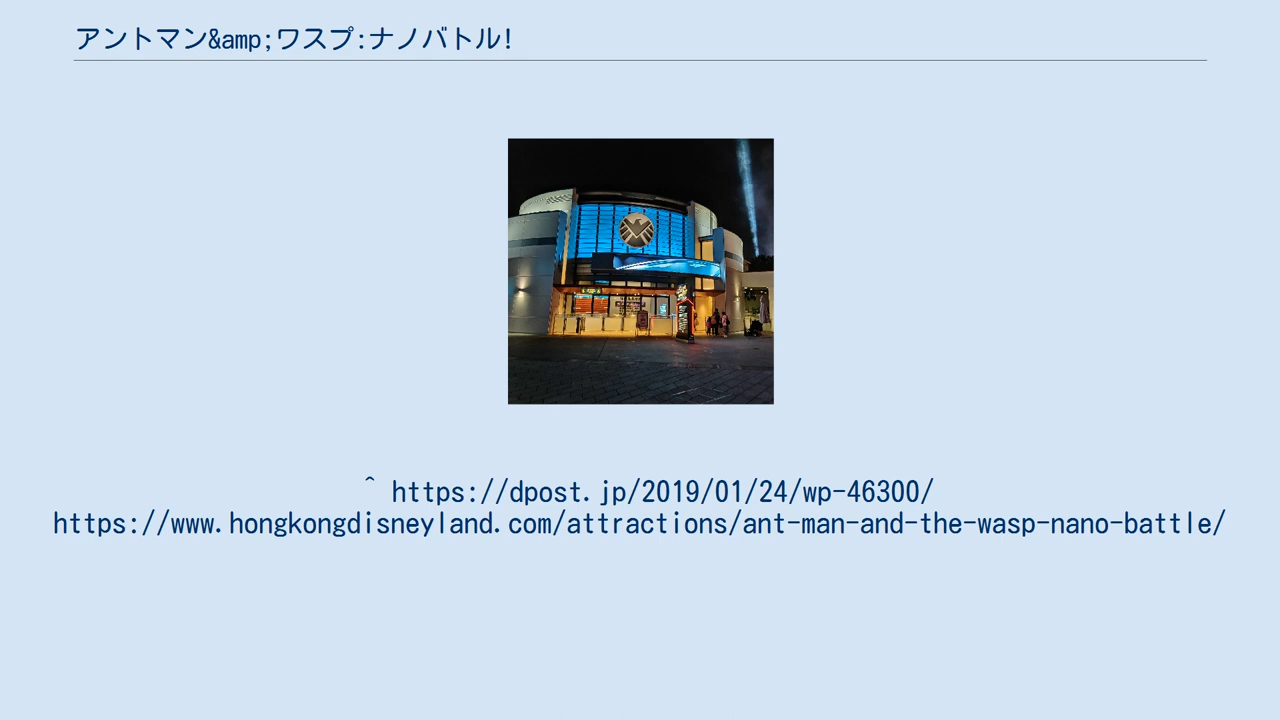 アントマン&amp;ワスプ:ナノバトル!
^ https://dpost.jp/2019/01/24/wp-46300/
https://www.hongkongdisneyland.com/attractions/ant-man-and-the-wasp-nano-battle/